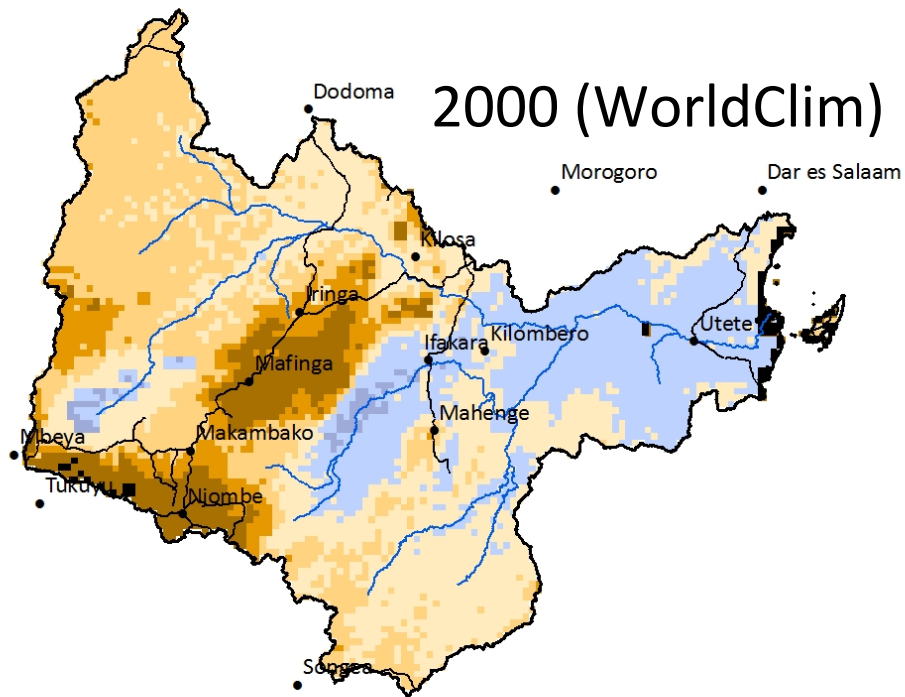 Dodoma
2000 (WorldClim)
Morogoro
Dar es Salaam
Kilosa
Iringa
Utete
Ifakara
Kilombero
Mafinga
Mahenge
Makambako
Mbeya
Tukuyu
Njombe
Songea